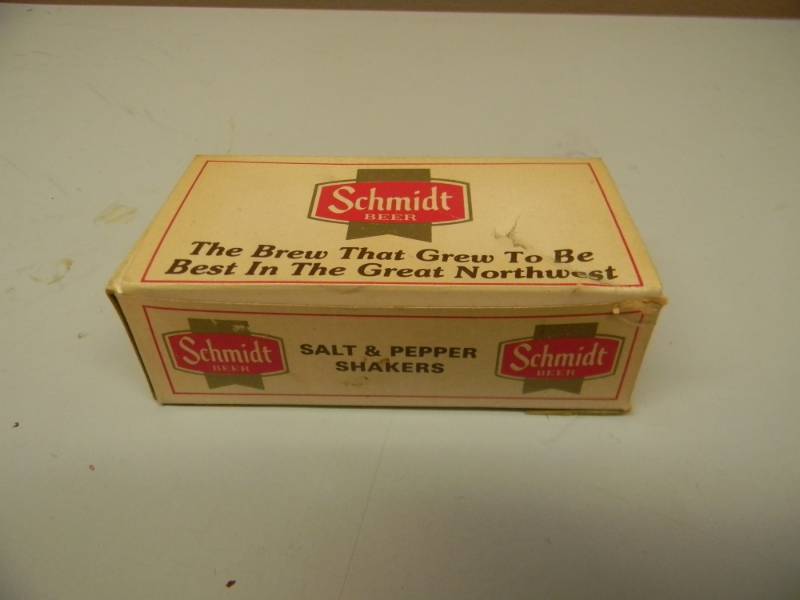 Schmidt
BEER
The Brew That Grew To Be
Best In The Great Northwest
Schmidt
BEER
SALT & PEPPER
SHAKERS
Schmidt
BEER